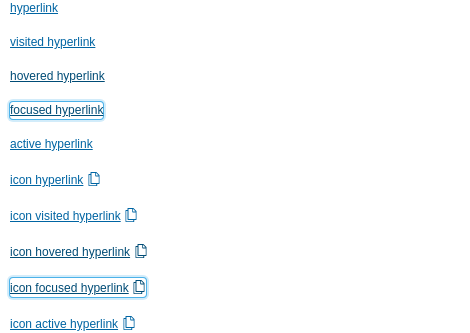 hyperlink
visited hyperlink
hovered hyperlink
focused hyperlink
active hyperlink
icon hyperlink
icon visited hyperlink
icon hovered hyperlink
icon focused hyperlink
icon active hyperlink